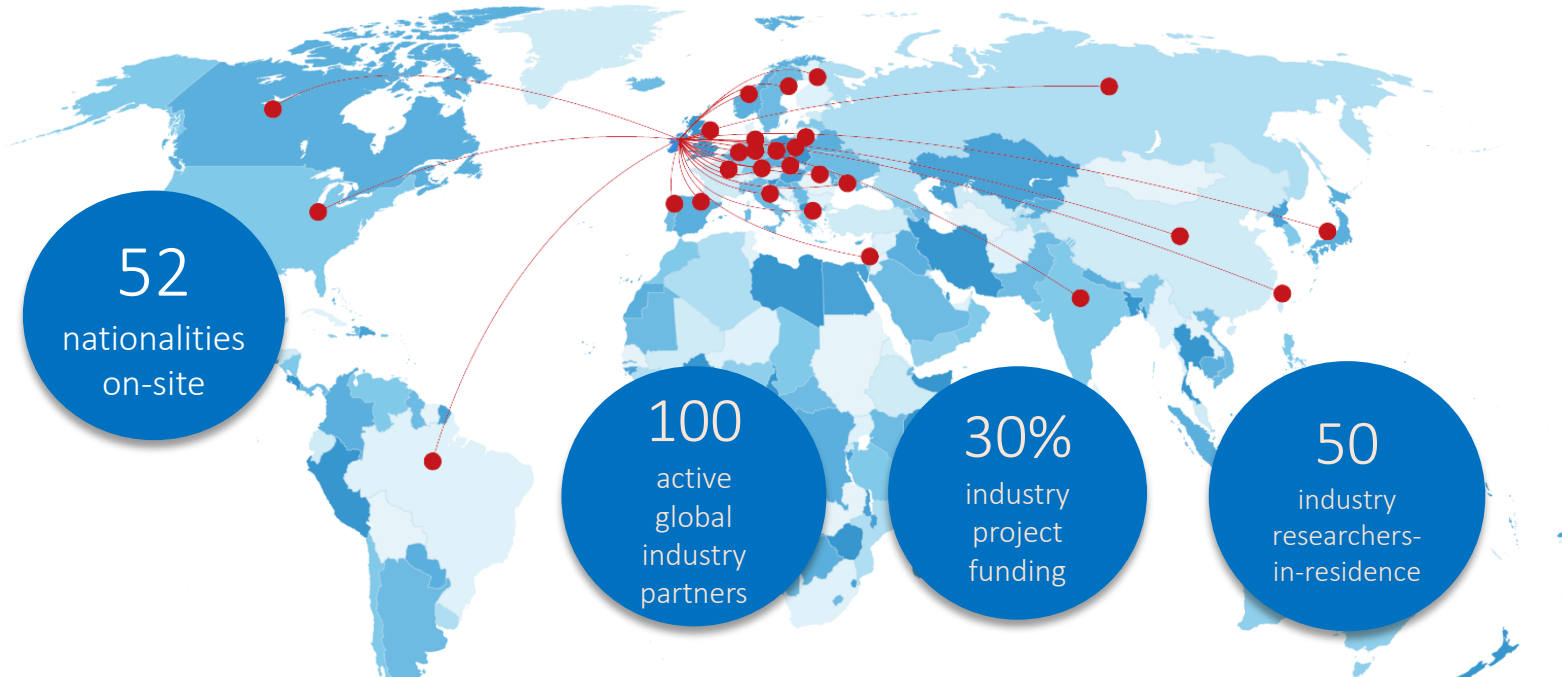 52
nationalities
on-site
100
active
global
industry
partners
30%
industry
project
funding
50
industry
researchers-
in-residence